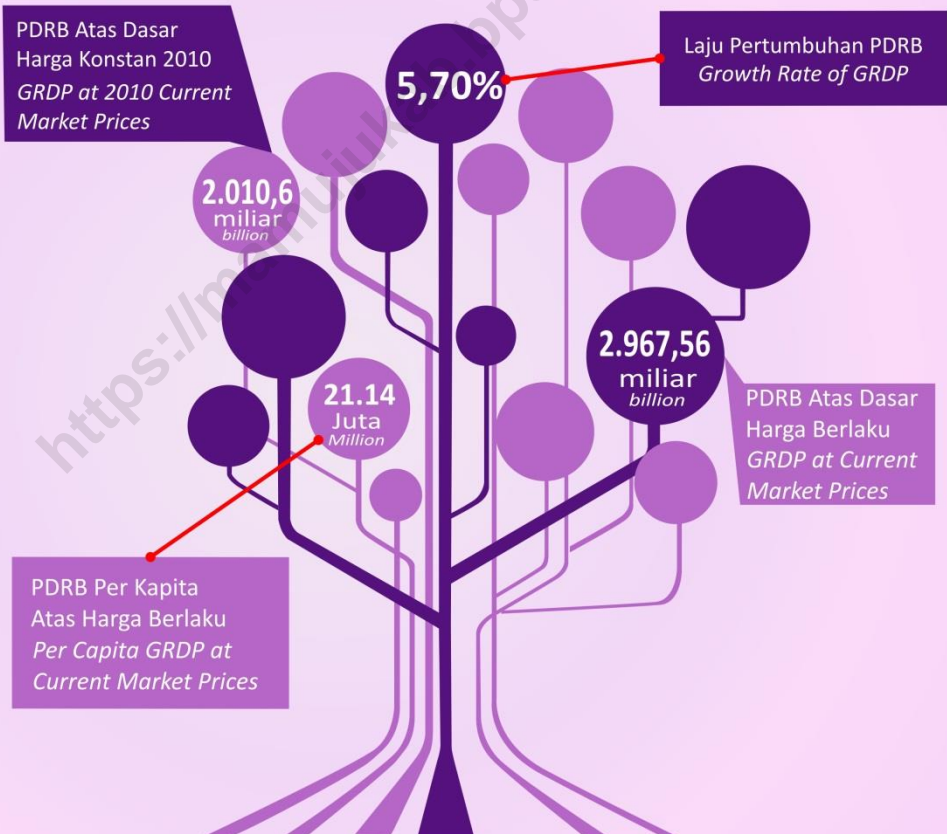 PDRB Atas Dasar
Harga Konstan 2010
GRDP at 2010 Current
Market Prices
5,70%
Laju Pertumbuhan PDRB
Growth Rate of GRDP
2.010,6
miliar
billion
2.967,56
miliar
billion
21.14
Juta
Million
PDRB Atas Dasar
Harga Berlaku
GRDP at Current
Market Prices
PDRB Per Kapita
Atas Harga Berlaku
Per Capita GRDP at
Current Market Prices